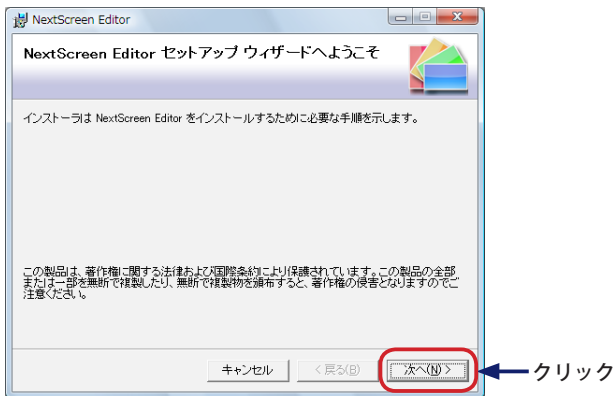 NextScreen Editor
NextScreen Editor セットアップ ウィザードへようこそ
インストーラは NextScreen Editor をインストールするために必要な手順を示します。
この製品は、著作権に関する法律および国際条約により保護されています。この製品の全部
または一部を無断で複製したり、無断で複製物を頒布すると、著作権の侵害となりますのでご
注意ください。
キャンセル
< 戻る(B)
次へ(N) >
クリック